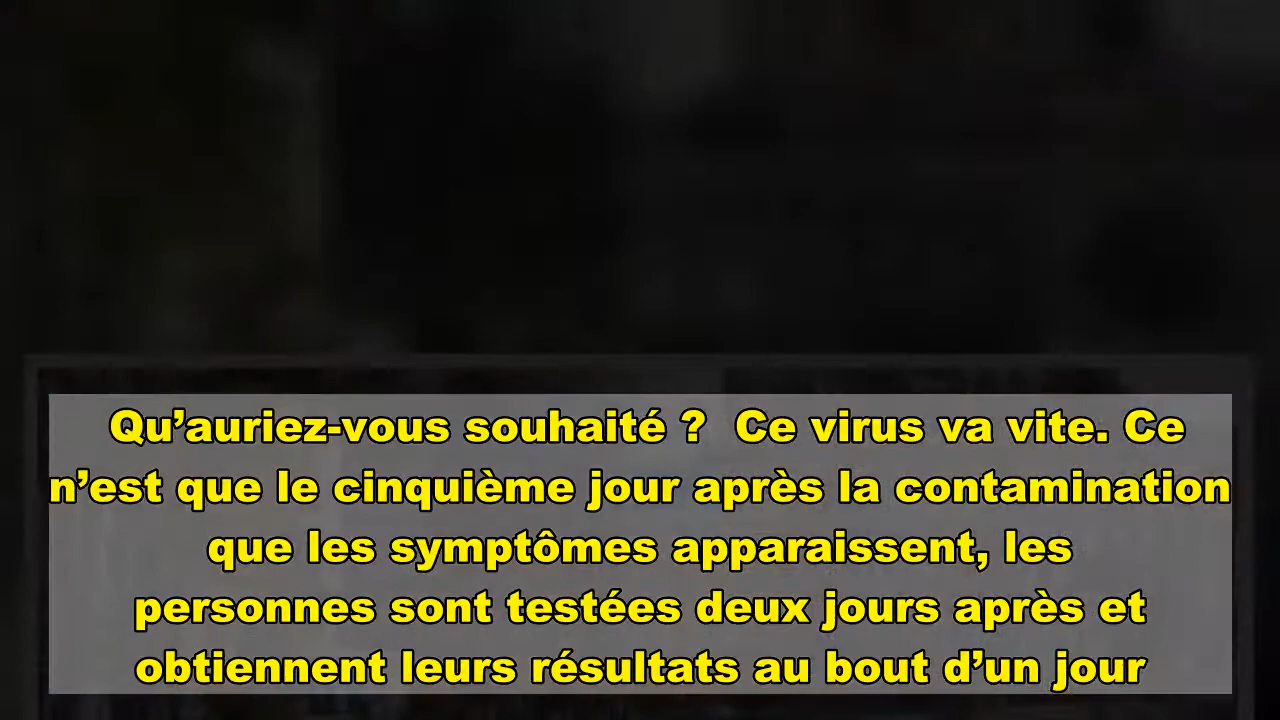 Qu’auriez-vous souhaité ?  Ce virus va vite. Ce
n’est que le cinquième jour après la contamination
que les symptômes apparaissent, les
personnes sont testées deux jours après et
obtiennent leurs résultats au bout d’un jour